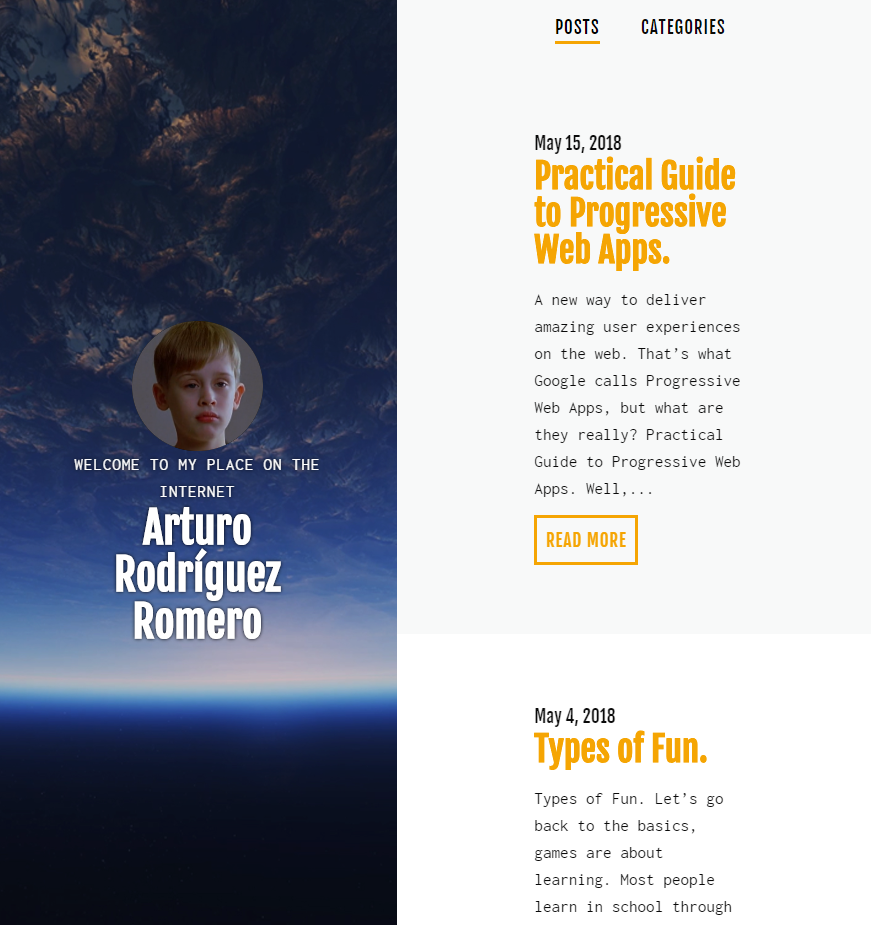 WELCOME TO MY PLACE ON THE
INTERNET
Arturo
Rodríguez
Romero
POSTS CATEGORIES
May 15, 2018
Practical Guide
to Progressive
Web Apps.
A new way to deliver
amazing user experiences
on the web. That’s what
Google calls Progressive
Web Apps, but what are
they really? Practical
Guide to Progressive Web
Apps. Well,...
READ MORE
May 4, 2018
Types of Fun.
Types of Fun. Let’s go
back to the basics,
games are about
learning. Most people
learn in school through